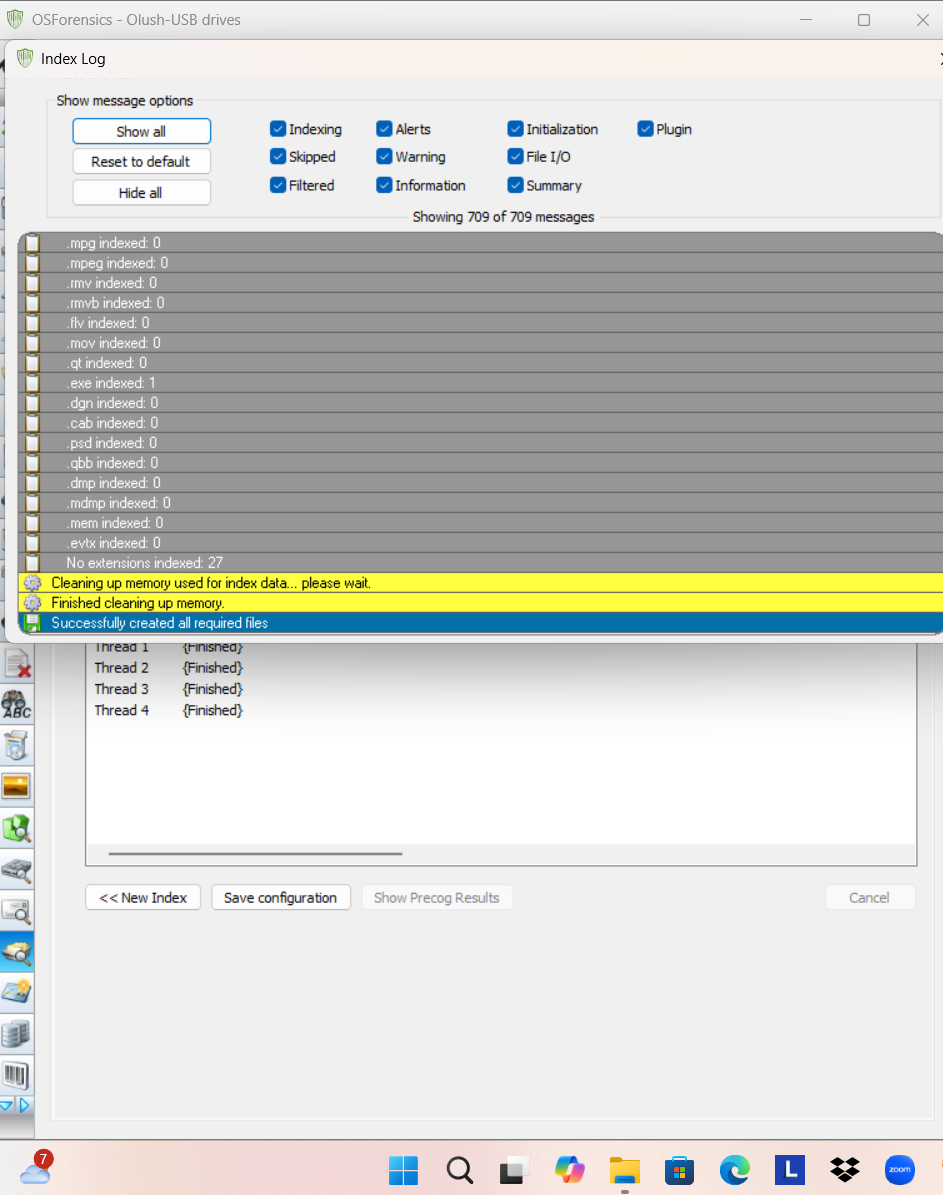 OSForensics - Olush-USB drives
Index Log
Show message options
Show all
Reset to default
Hide all
Indexing
Alerts
Initialization
Plugin
Skipped
Warning
File I/O
Filtered
Information
Summary
Showing 709 of 709 messages
.mpg indexed: 0
.mpeg indexed: 0
.rmv indexed: 0
.rmvb indexed: 0
.flv indexed: 0
.mov indexed: 0
.qt indexed: 0
.exe indexed: 1
.dgn indexed: 0
.cab indexed: 0
.psd indexed: 0
.qbb indexed: 0
.dmp indexed: 0
.mdmp indexed: 0
.mem indexed: 0
.evtx indexed: 0
No extensions indexed: 27
Cleaning up memory used for index data... please wait.
Finished cleaning up memory.
Successfully created all required files
Thread 1 {Finished}
Thread 2 {Finished}
Thread 3 {Finished}
Thread 4 {Finished}
ABC
<< New Index
Save configuration
Show Precog Results
Cancel
7
L
zoom